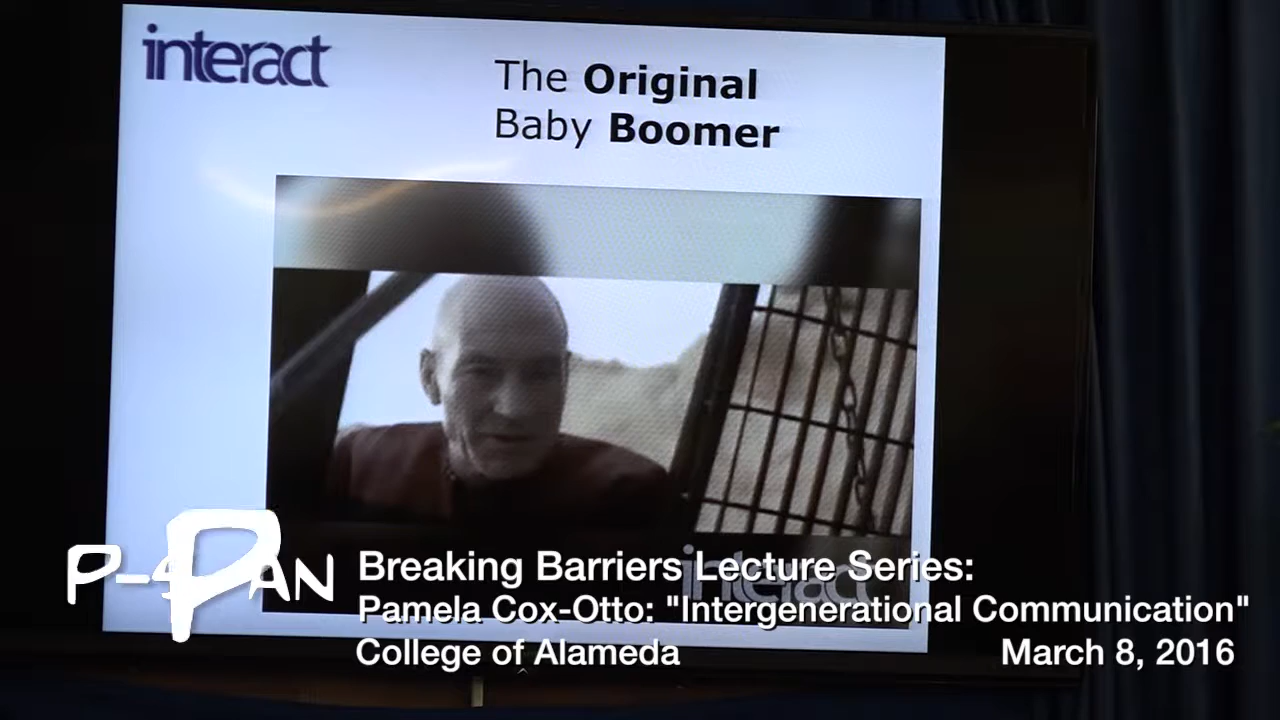 interact
The Original
Baby Boomer
interact
P-SPAN
Breaking Barriers Lecture Series:
Pamela Cox-Otto: "Intergenerational Communication"
College of Alameda
March 8, 2016